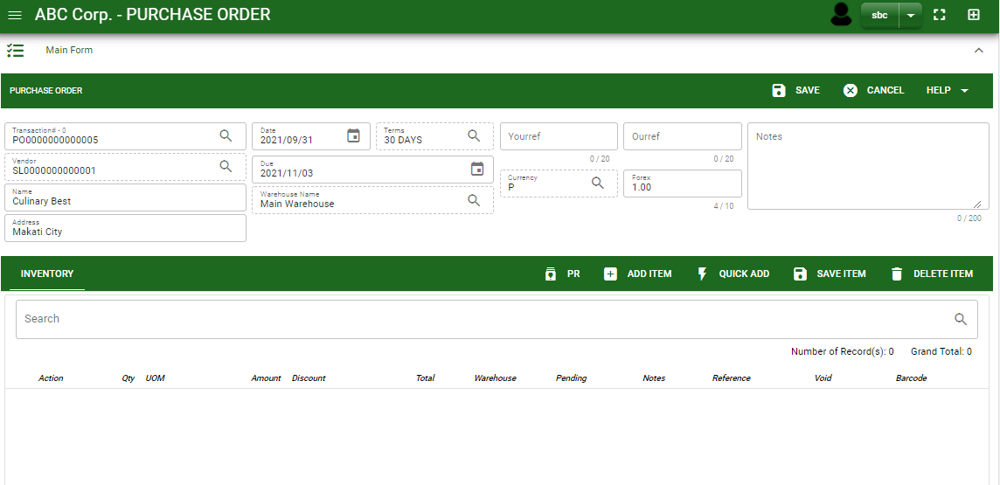 ABC Corp. - PURCHASE ORDER
sbc
Main Form
PURCHASE ORDER
SAVE
CANCEL
HELP
Transaction# - 0
PO0000000000005
Date
2021/09/31
Terms
30 DAYS
Yourref
0 / 20
Ourref
0 / 20
Notes
0 / 200
Vendor
SL0000000000001
Due
2021/11/03
Currency
P
Forex
1.00
4 / 10
Name
Culinary Best
Warehouse Name
Main Warehouse
Address
Makati City
INVENTORY
PR
ADD ITEM
QUICK ADD
SAVE ITEM
DELETE ITEM
Search
Number of Record(s): 0 Grand Total: 0
Action Qty UOM Amount Discount Total Warehouse Pending Notes Reference Void Barcode